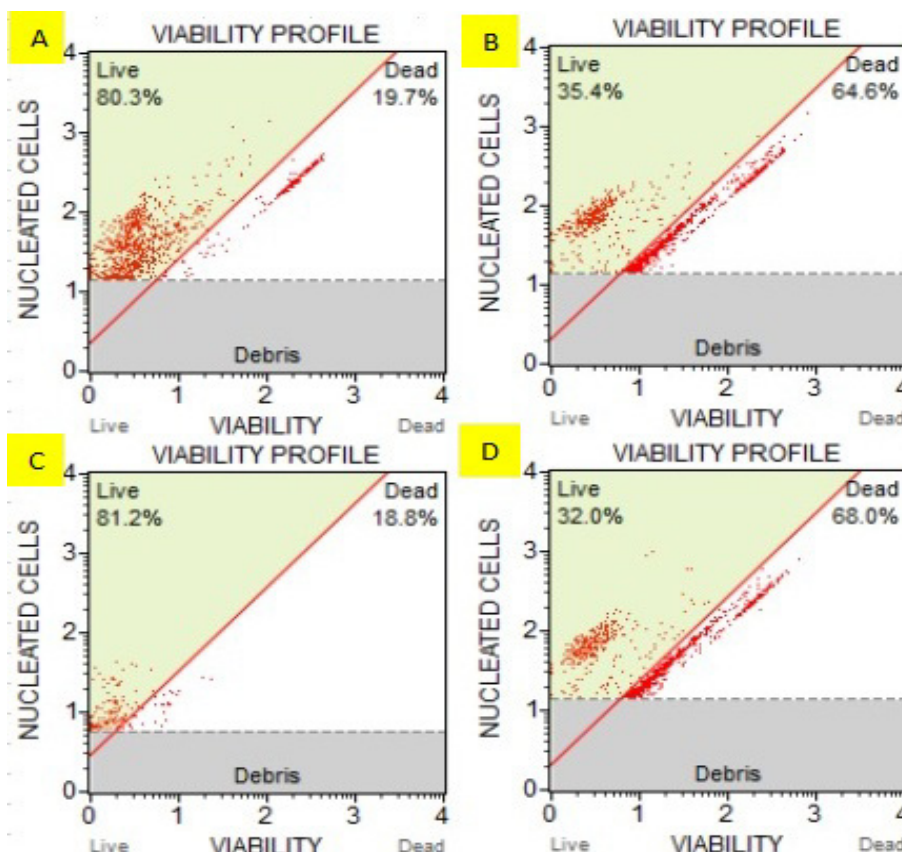 A
VIABILITY PROFILE
Live
80.3%
Dead
19.7%
NUCLEATED CELLS
4
3
2
1
0
Debris
0 1 2 3 4
Live VIABILITY Dead
B
VIABILITY PROFILE
Live
35.4%
Dead
64.6%
NUCLEATED CELLS
4
3
2
1
0
Debris
0 1 2 3 4
Live VIABILITY Dead
C
VIABILITY PROFILE
Live
81.2%
Dead
18.8%
NUCLEATED CELLS
4
3
2
1
0
Debris
0 1 2 3 4
Live VIABILITY Dead
D
VIABILITY PROFILE
Live
32.0%
Dead
68.0%
NUCLEATED CELLS
4
3
2
1
0
Debris
0 1 2 3 4
Live VIABILITY Dead